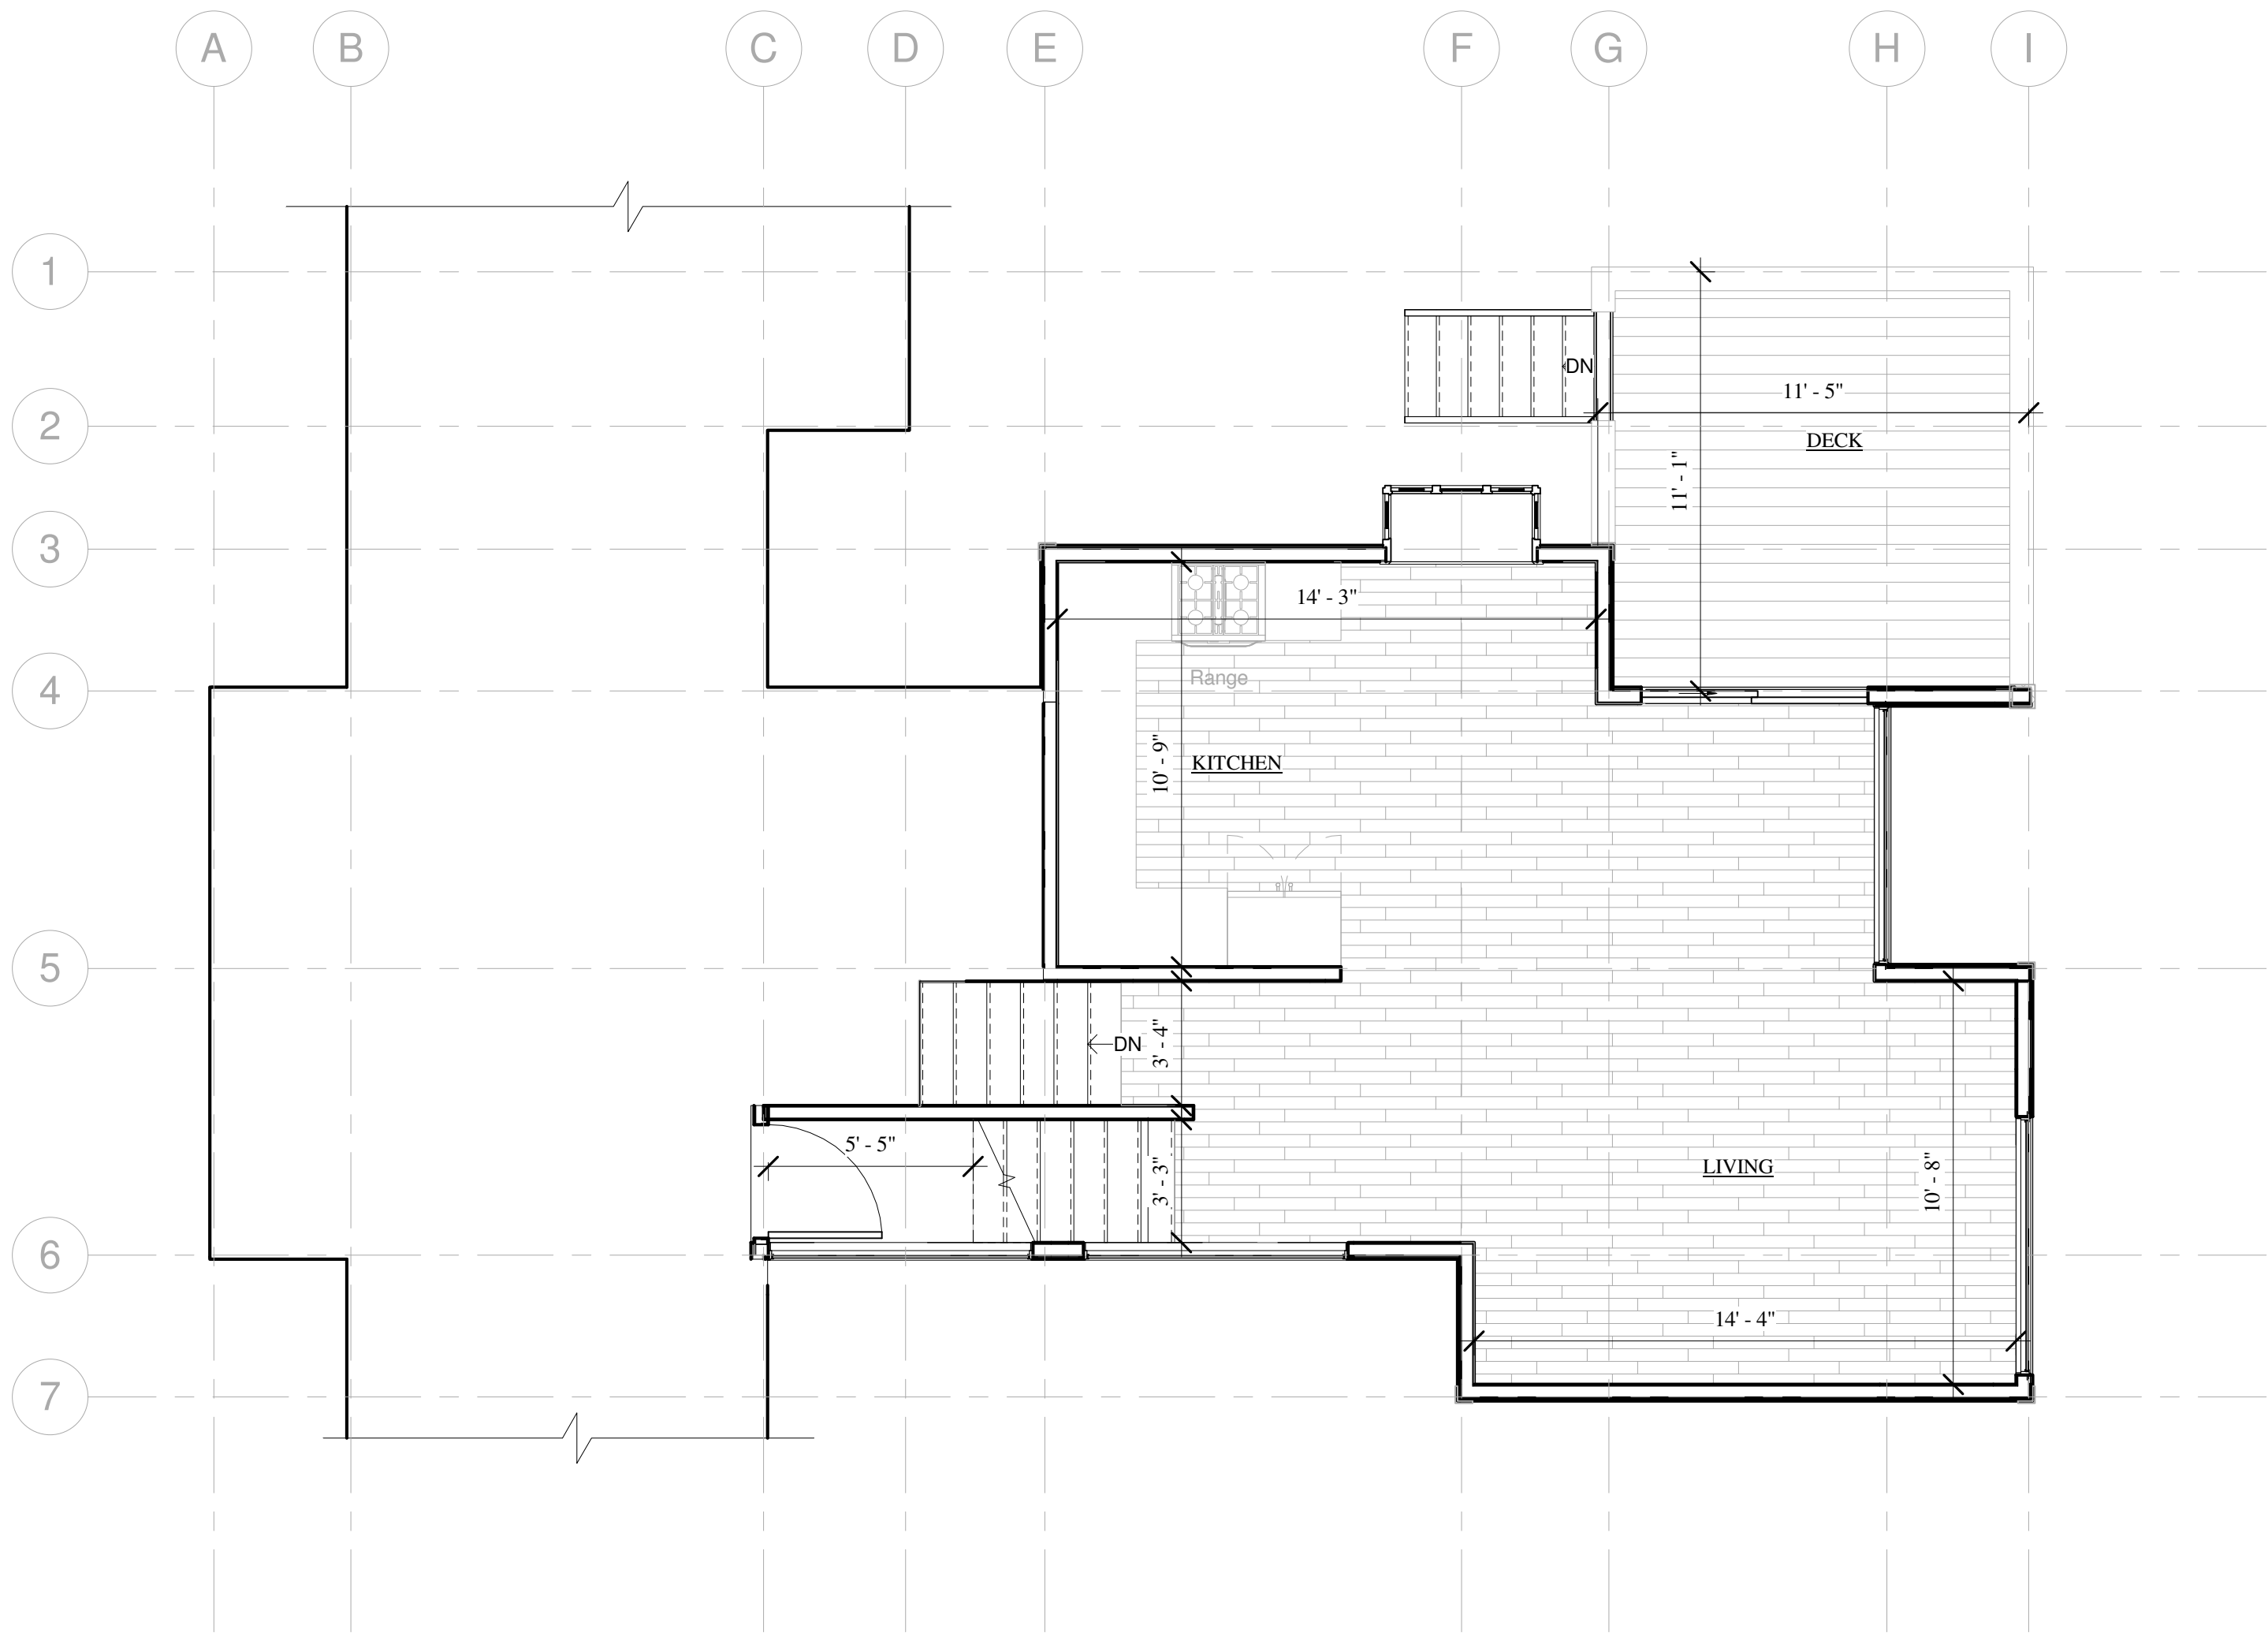 A B C D E F G H I
1
DN
11' - 5"
2
DECK
11' - 1"
3
14' - 3"
Range
4
10' - 9"
KITCHEN
5
DN
3' - 4"
5' - 5"
3' - 3"
LIVING
10' - 8"
6
14' - 4"
7